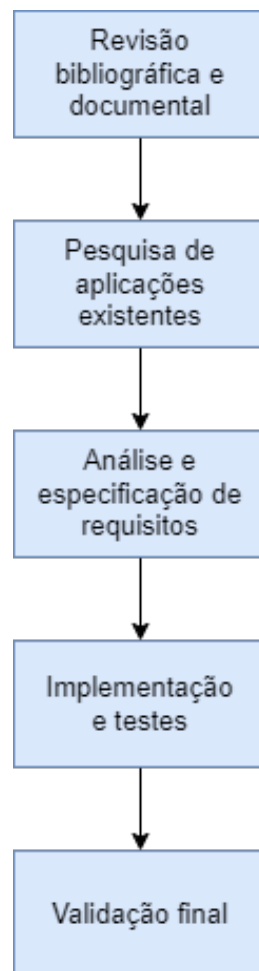 Revisão
bibliográfica e
documental
Pesquisa de
aplicações
existentes
Análise e
especificação de
requisitos
Implementação
e testes
Validação final